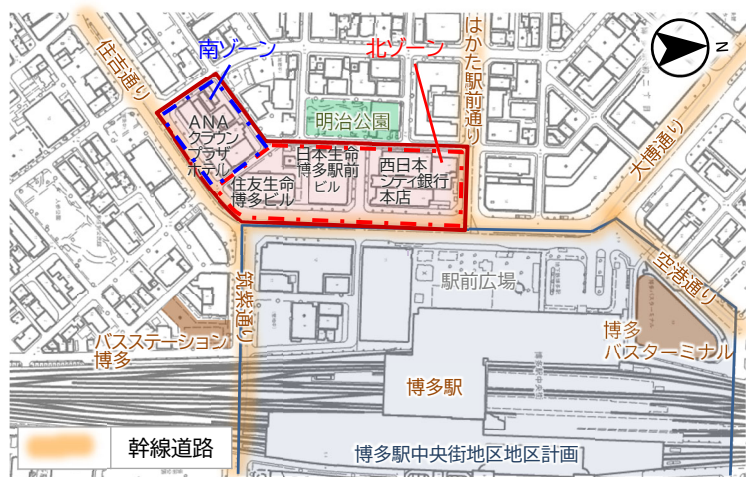 住吉通り
南ゾーン
北ゾーン
はかた駅前通り
N
大博通り
明治公園
ANA
クラウン
プラザ
ホテル
日本生命
博多駅前
ビル
西日本
シティ銀行
本店
住友生命
博多ビル
空港通り
駅前広場
筑紫通り
バスステーション
博多
博多
バスターミナル
博多駅
幹線道路
博多駅中央街地区地区計画